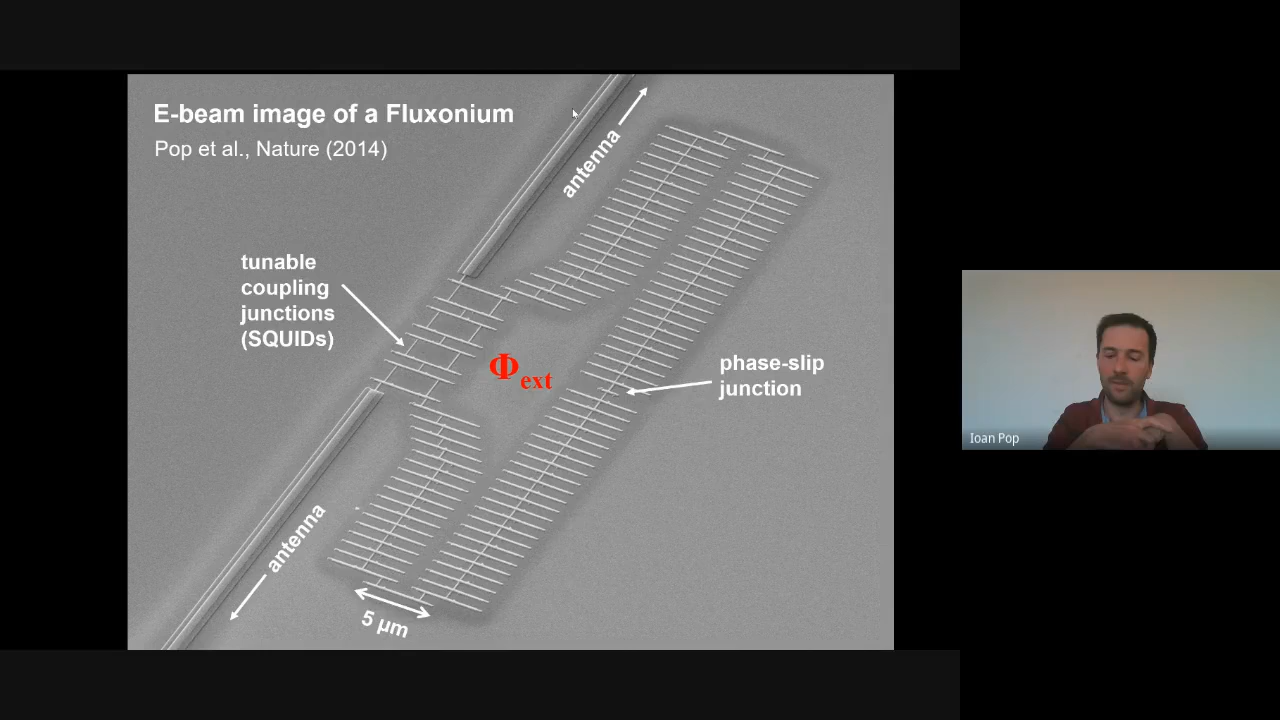 E-beam image of a Fluxonium
Pop et al., Nature (2014)
antenna
tunable
coupling
junctions
(SQUIDs)
Φext
phase-slip
junction
antenna
5 µm
Ioan Pop